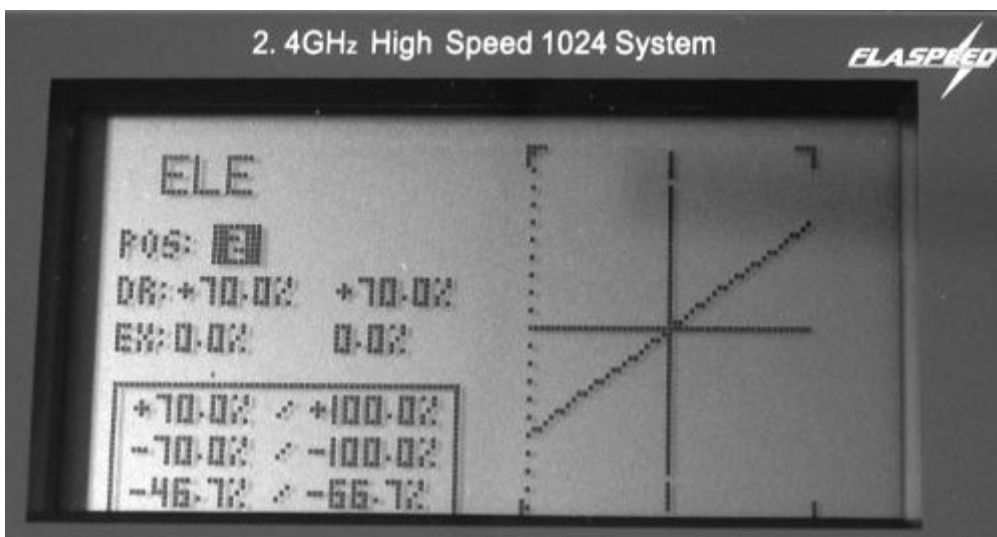 2. 4GHz High Speed 1024 System
FLASPEED
ELE
POS: 2
DR:+70.0% +70.0%
EX:0.0% 0.0%
+70.0% / +100.0%
-70.0% / -100.0%
-46.7% / -66.7%